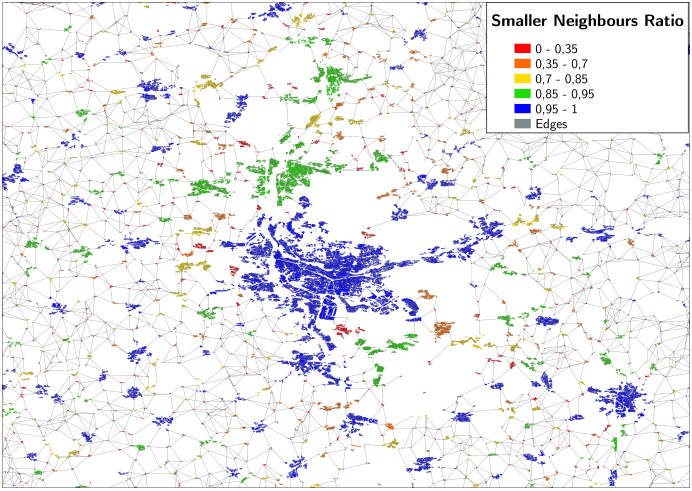 Smaller Neighbours Ratio
0 - 0,35
0,35 - 0,7
0,7 - 0,85
0,85 - 0,95
0,95 - 1
Edges